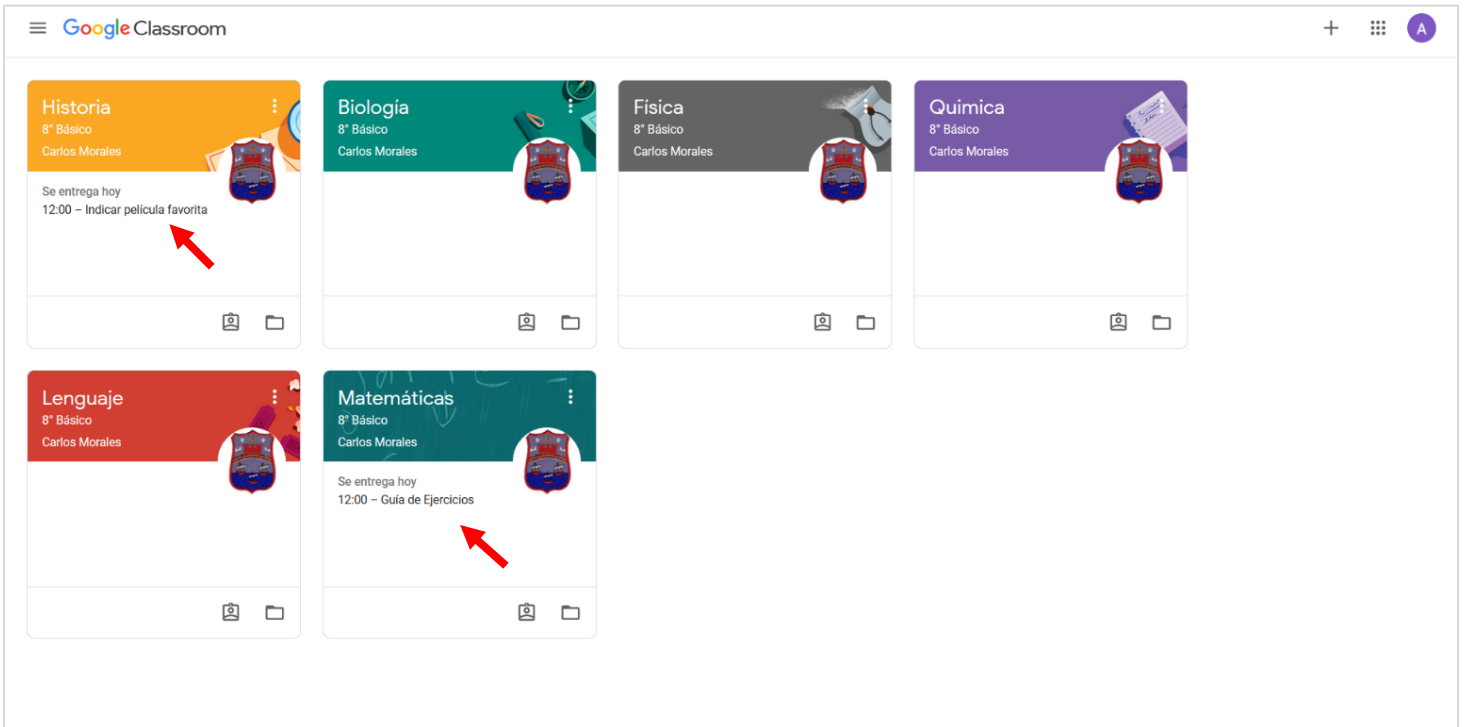 Google Classroom
A
Historia
8° Básico
Carlos Morales
Se entrega hoy
12:00 – Indicar película favorita
Biología
8° Básico
Carlos Morales
Física
8° Básico
Carlos Morales
Quimica
8° Básico
Carlos Morales
Lenguaje
8° Básico
Carlos Morales
Matemáticas
8° Básico
Carlos Morales
Se entrega hoy
12:00 – Guía de Ejercicios